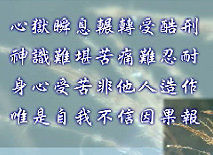 心獄瞬息輾轉受酷刑
神識難堪苦痛難忍耐
身心受苦非他人造作
唯是自我不信因果報